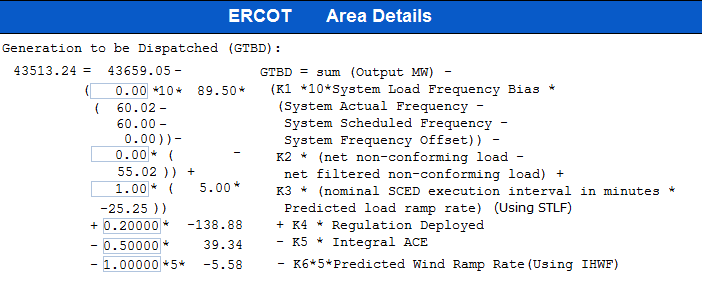 ERCOT Area Details
Generation to be Dispatched (GTBD):
43513.24 = 43659.05 - GTBD = sum (Output MW) -
( 0.00 *10* 89.50* (K1 *10*System Load Frequency Bias *
( 60.02 - (System Actual Frequency -
60.00 - System Scheduled Frequency -
0.00))- System Frequency Offset)) -
0.00* ( - K2 * (net non-conforming load -
55.02 )) + net filtered non-conforming load) +
1.00* ( 5.00* K3 * (nominal SCED execution interval in minutes *
-25.25 )) Predicted load ramp rate) (Using STLF)
+ 0.20000* -138.88 + K4 * Regulation Deployed
- 0.50000* 39.34 - K5 * Integral ACE
- 1.00000*5* -5.58 - K6*5*Predicted Wind Ramp Rate(Using IHWF)